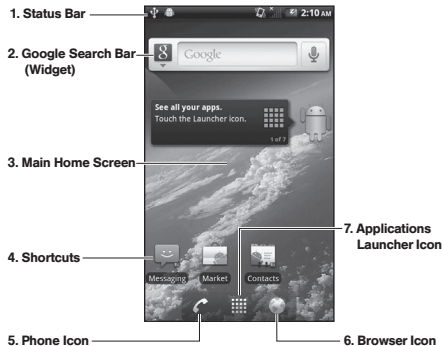 1. Status Bar
2:10 AM
2. Google Search Bar
(Widget)
8 Google
See all your apps.
Touch the Launcher icon.
1 of 7
3. Main Home Screen
7. Applications
Launcher Icon
4. Shortcuts
Messaging Market Contacts
5. Phone Icon
6. Browser Icon